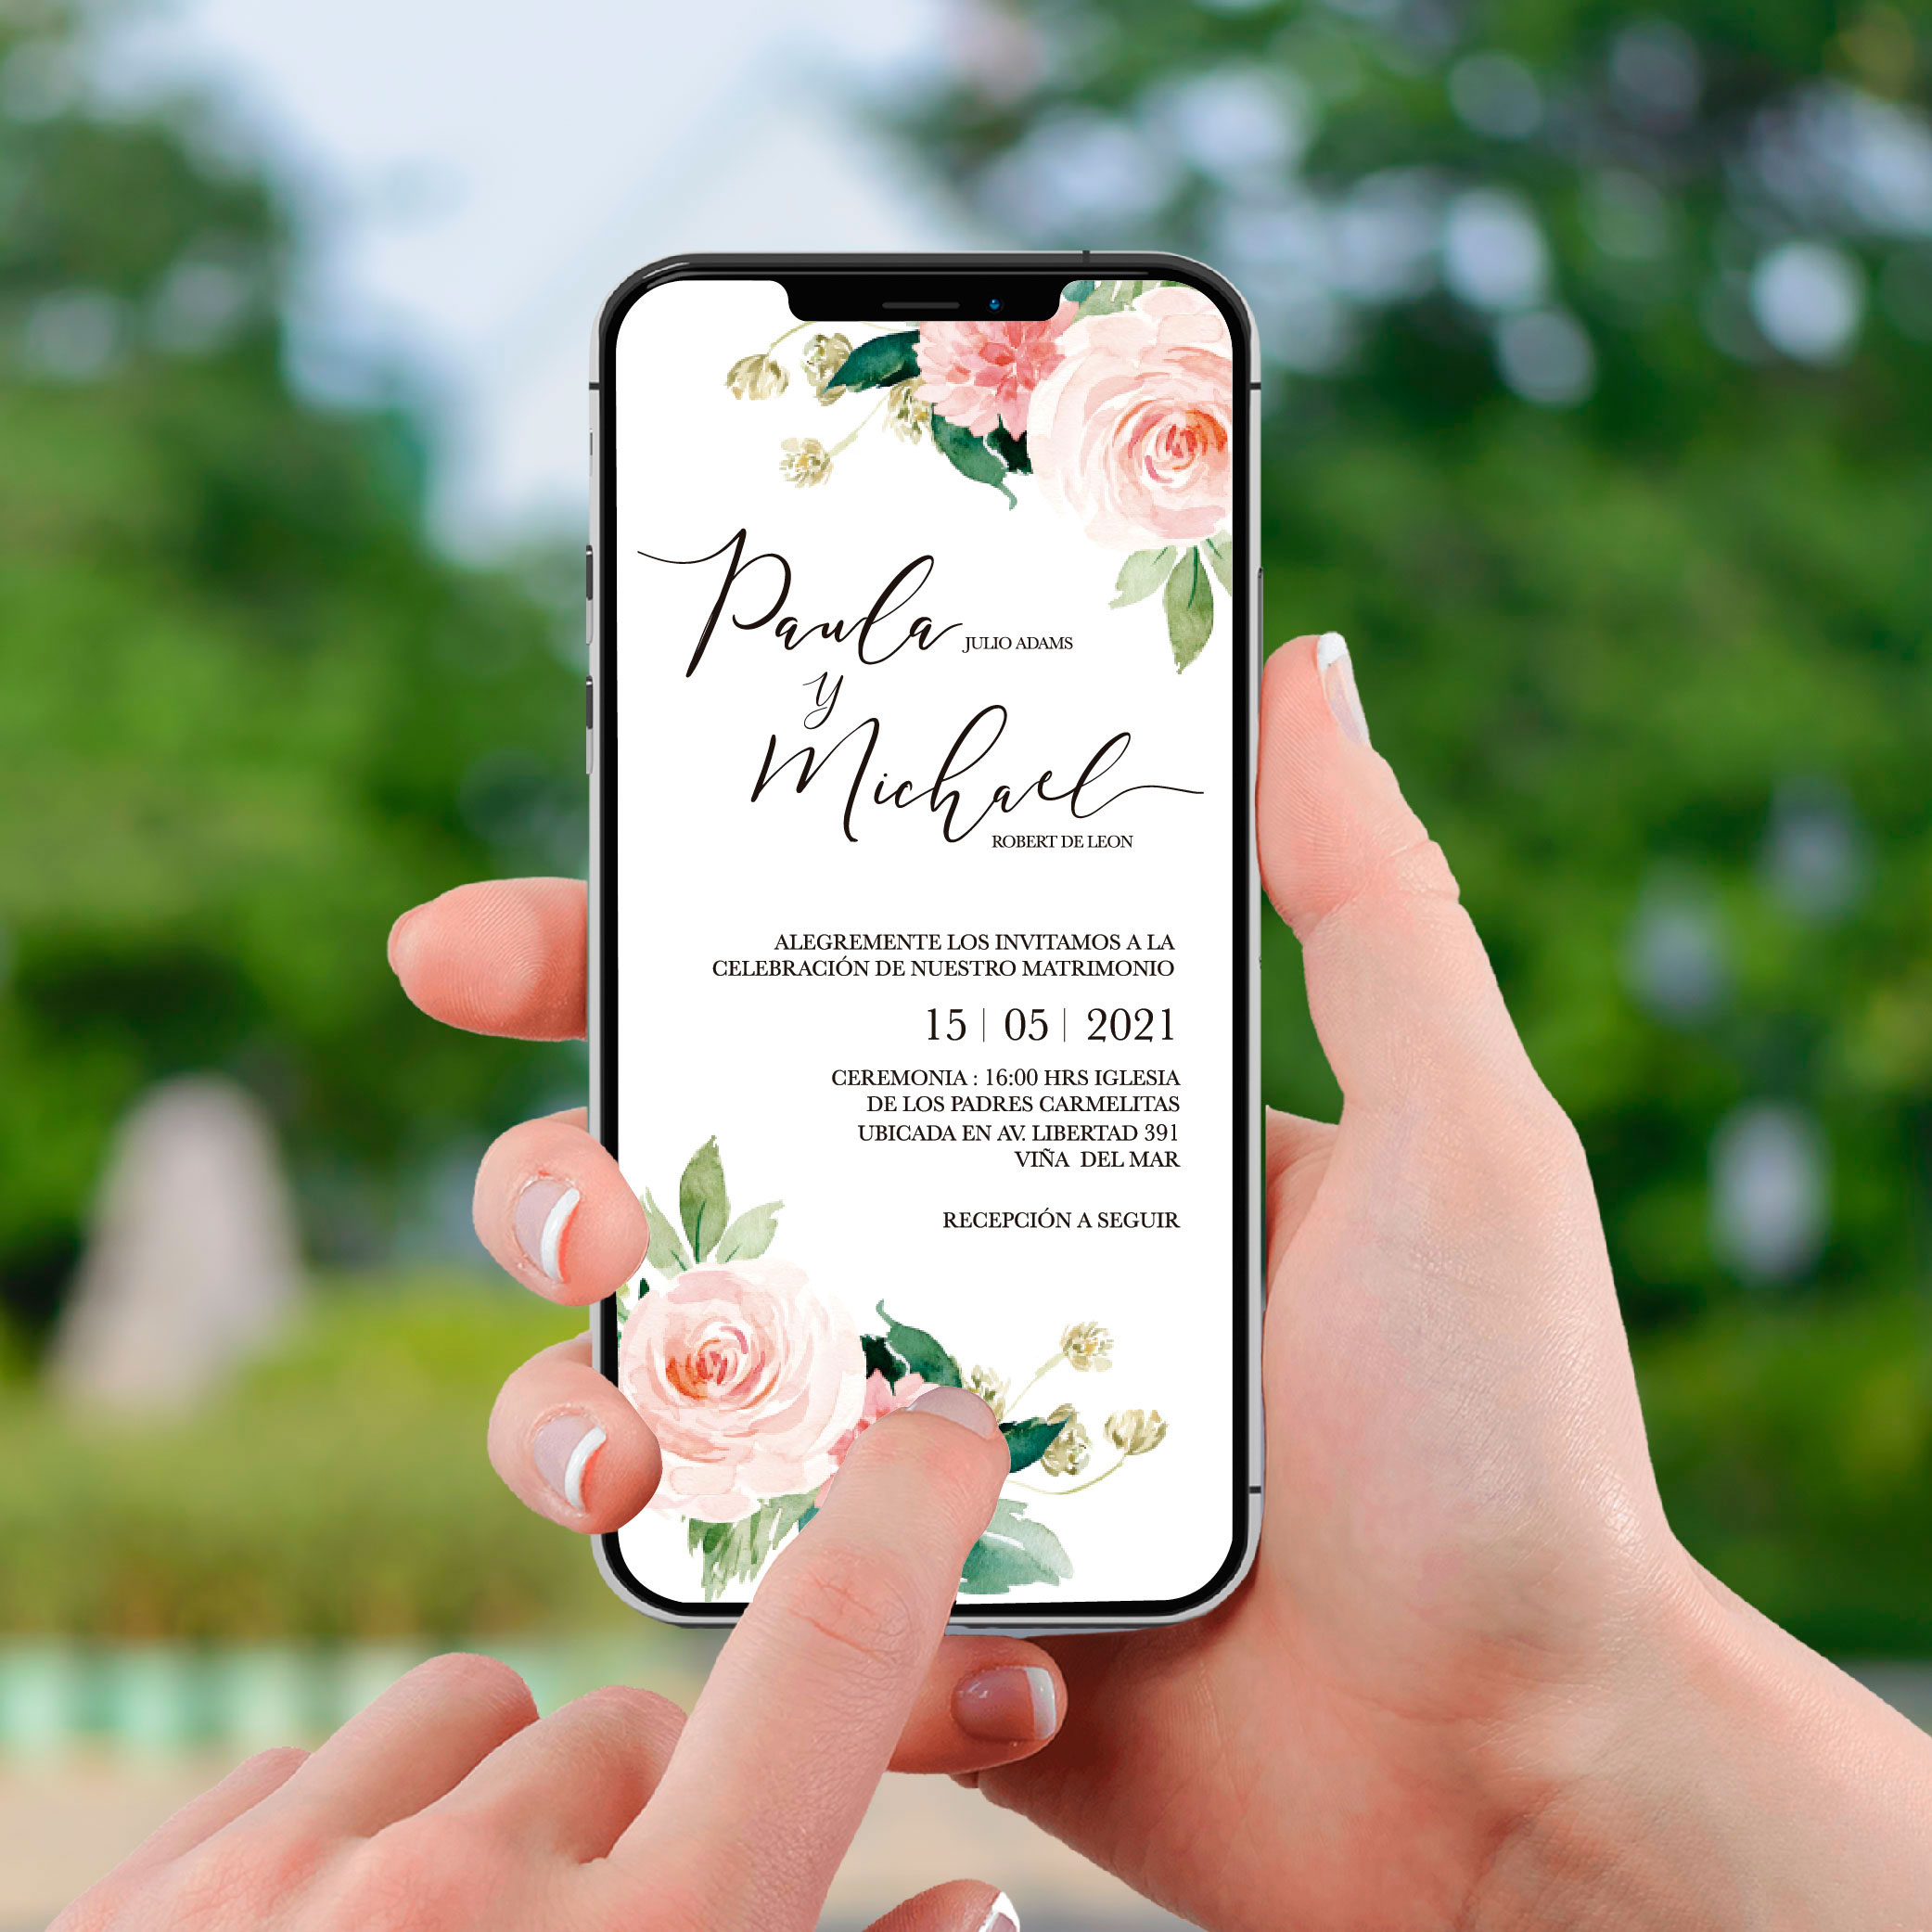 Paula JULIO ADAMS
y
Michael
ROBERT DE LEON
ALEGREMENTE LOS INVITAMOS A LA
CELEBRACIÓN DE NUESTRO MATRIMONIO
15 | 05 | 2021
CEREMONIA : 16:00 HRS IGLESIA
DE LOS PADRES CARMELITAS
UBICADA EN AV. LIBERTAD 391
VIÑA DEL MAR
RECEPCIÓN A SEGUIR